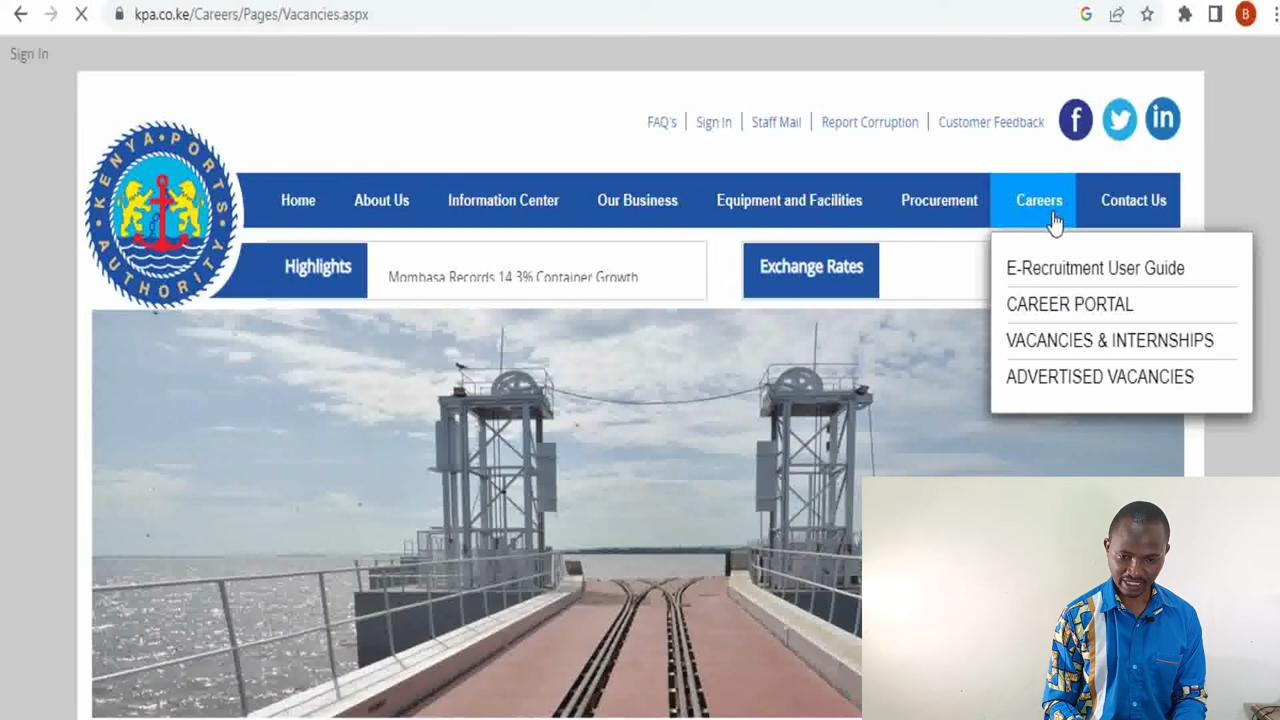 kpa.co.ke/Careers/Pages/Vacancies.aspx
B
Sign In
FAQ's | Sign In | Staff Mail | Report Corruption | Customer Feedback
f
in
KENYA PORTS AUTHORITY
Home About Us Information Center Our Business Equipment and Facilities Procurement Careers Contact Us
Highlights
Mombasa Records 14.3% Container Growth
Exchange Rates
E-Recruitment User Guide
CAREER PORTAL
VACANCIES & INTERNSHIPS
ADVERTISED VACANCIES